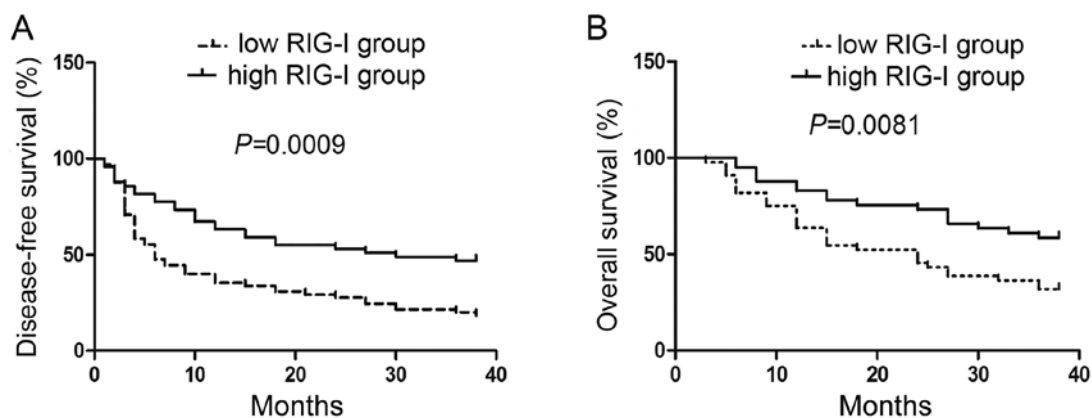 A
low RIG-I group
high RIG-I group
P=0.0009
Disease-free survival (%)
150
100
50
0
0 10 20 30 40
Months
B
low RIG-I group
high RIG-I group
P=0.0081
Overall survival (%)
150
100
50
0
0 10 20 30 40
Months